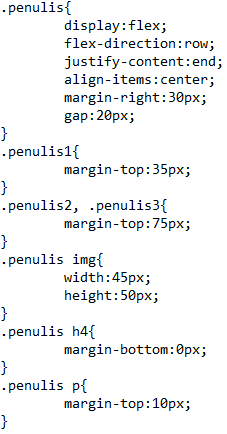 .penulis{
	display:flex;
	flex-direction:row;
	justify-content:end;
	align-items:center;
	margin-right:30px;
	gap:20px;
}
.penulis1{
	margin-top:35px;
}
.penulis2, .penulis3{
	margin-top:75px;
}
.penulis img{
	width:45px;
	height:50px;
}
.penulis h4{
	margin-bottom:0px;
}
.penulis p{
	margin-top:10px;
}